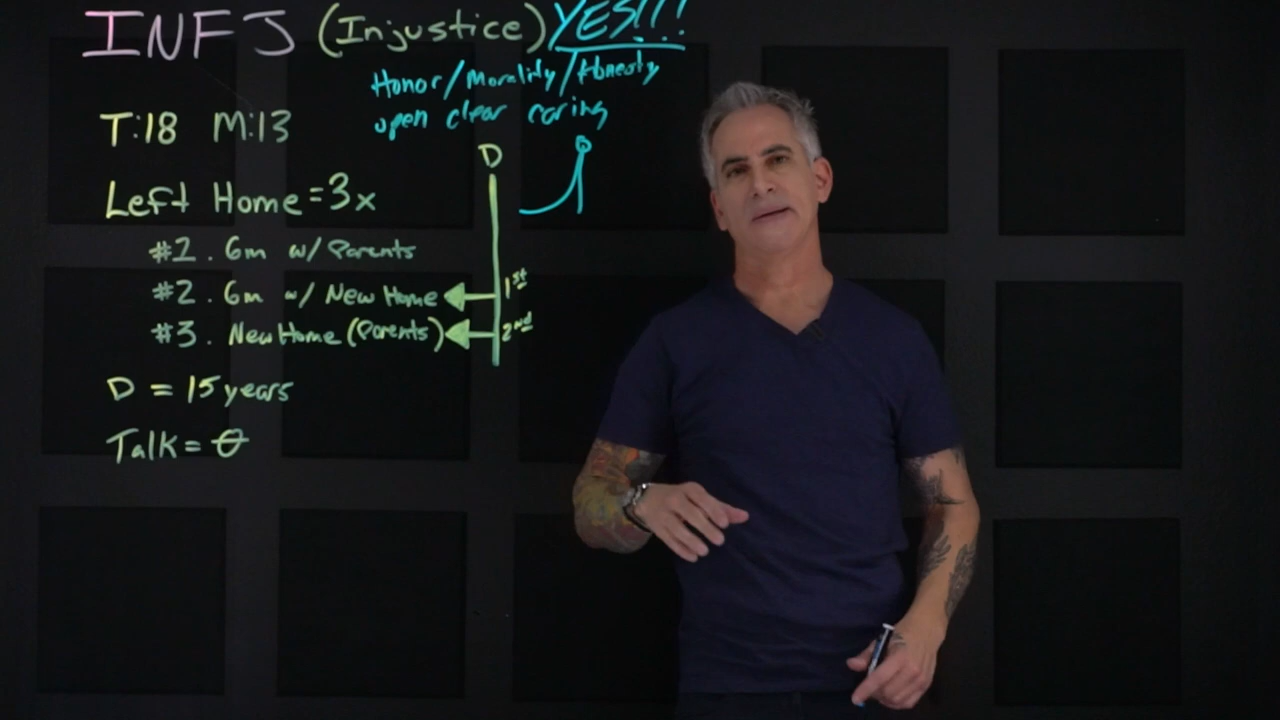 INFJ (Injustice) YES!!!
Honor/Morality/Honesty
open clear caring
T:18 M:13
D
Left Home = 3x
#2. 6m w/ Parents
#2. 6m w/ New Home
1st
#3. New Home (Parents)
2nd
D = 15 years
Talk = 0